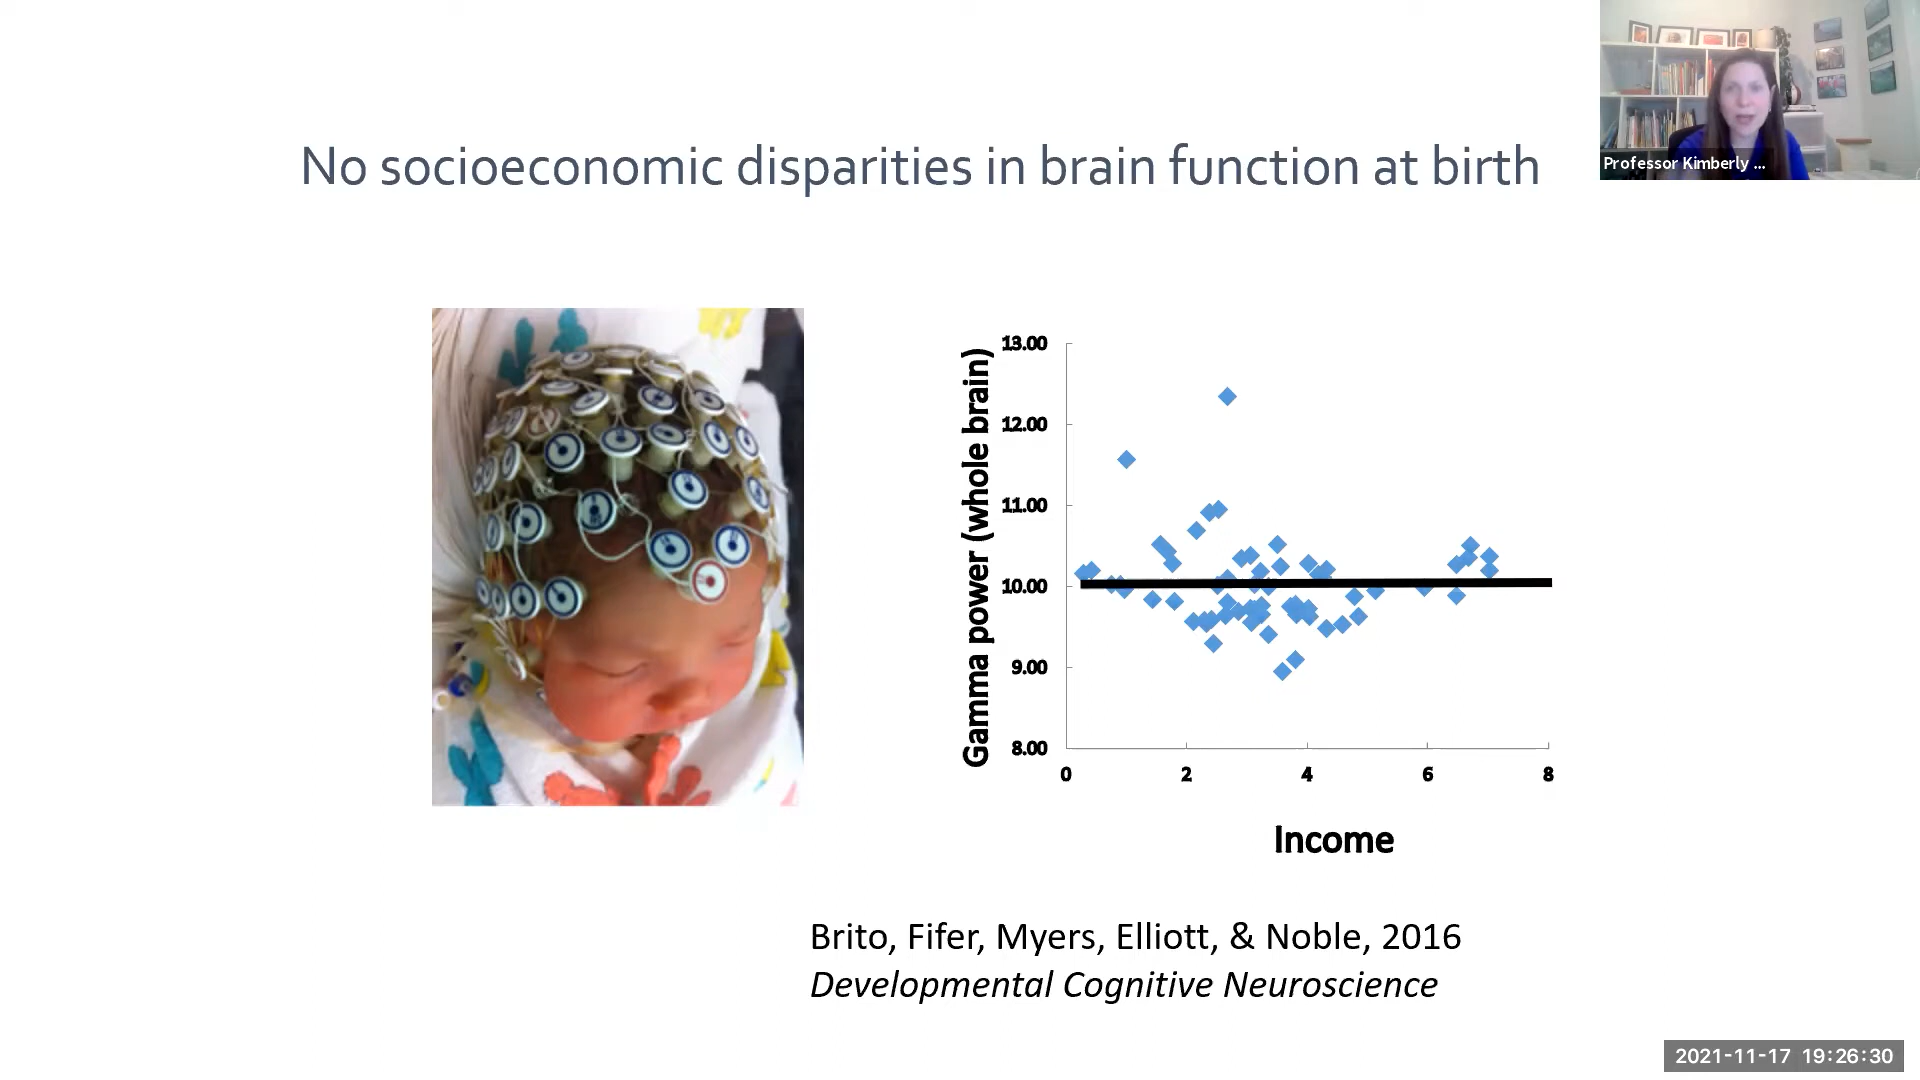 Professor Kimberly ...
No socioeconomic disparities in brain function at birth
Gamma power (whole brain)
13.00
12.00
11.00
10.00
9.00
8.00
0 2 4 6 8
Income
Brito, Fifer, Myers, Elliott, & Noble, 2016
Developmental Cognitive Neuroscience
2021-11-17 19:26:30